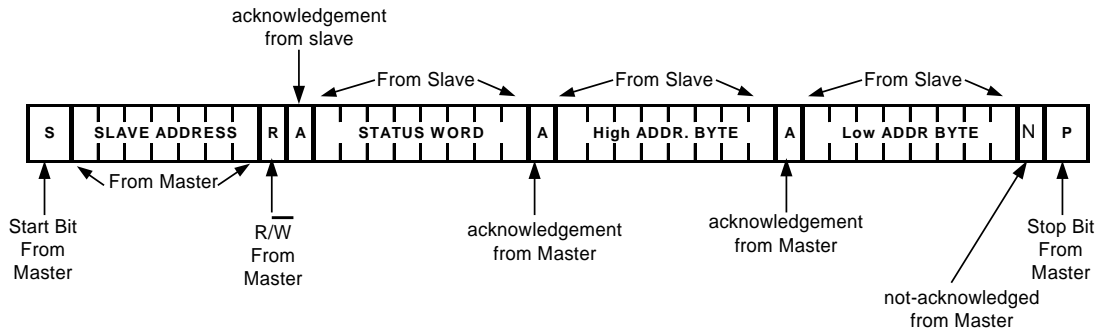 acknowledgement
from slave
From Slave
From Slave
From Slave
S
SLAVE ADDRESS
R
A
STATUS WORD
A
High ADDR. BYTE
A
Low ADDR BYTE
N
P
From Master
Start Bit
From
Master
R/W̅
From
Master
acknowledgement
from Master
acknowledgement
from Master
not-acknowledged
from Master
Stop Bit
From
Master